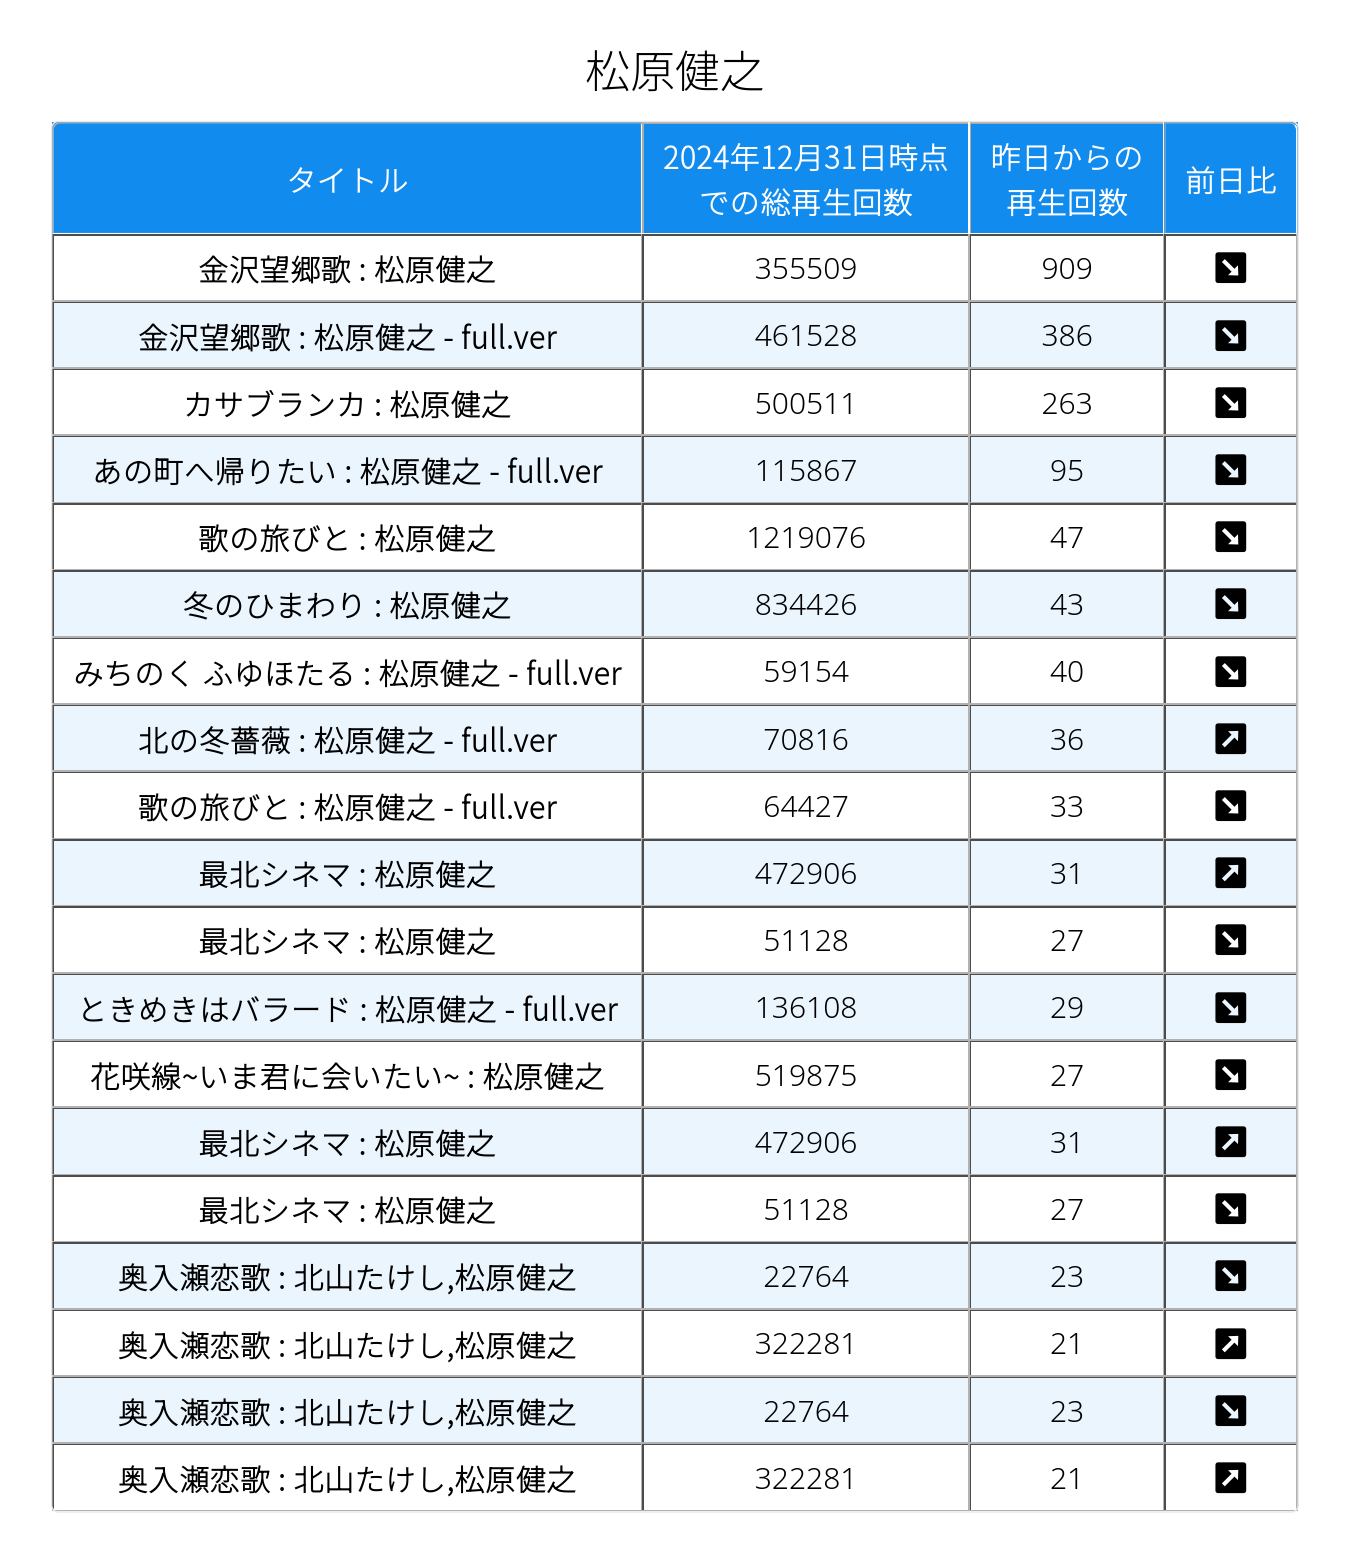 松原健之
タイトル 2024年12月31日時点での総再生回数 昨日からの再生回数 前日比
金沢望郷歌 : 松原健之 355509 909 ↘
金沢望郷歌 : 松原健之 - full.ver 461528 386 ↘
カサブランカ : 松原健之 500511 263 ↘
あの町へ帰りたい : 松原健之 - full.ver 115867 95 ↘
歌の旅びと : 松原健之 1219076 47 ↘
冬のひまわり : 松原健之 834426 43 ↘
みちのく ふゆほたる : 松原健之 - full.ver 59154 40 ↘
北の冬薔薇 : 松原健之 - full.ver 70816 36 ↗
歌の旅びと : 松原健之 - full.ver 64427 33 ↘
最北シネマ : 松原健之 472906 31 ↗
最北シネマ : 松原健之 51128 27 ↘
ときめきはバラード : 松原健之 - full.ver 136108 29 ↘
花咲線~いま君に会いたい~ : 松原健之 519875 27 ↘
最北シネマ : 松原健之 472906 31 ↗
最北シネマ : 松原健之 51128 27 ↘
奥入瀬恋歌 : 北山たけし,松原健之 22764 23 ↘
奥入瀬恋歌 : 北山たけし,松原健之 322281 21 ↗
奥入瀬恋歌 : 北山たけし,松原健之 22764 23 ↘
奥入瀬恋歌 : 北山たけし,松原健之 322281 21 ↗